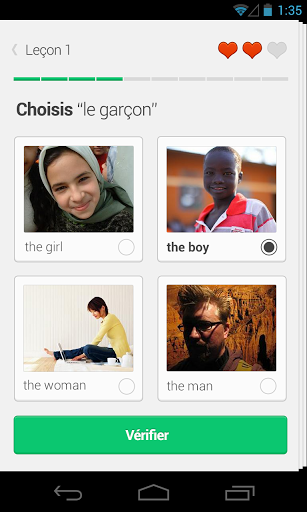 1:35
Leçon 1
Choisis “le garçon”
the girl
the boy
the woman
the man
Vérifier